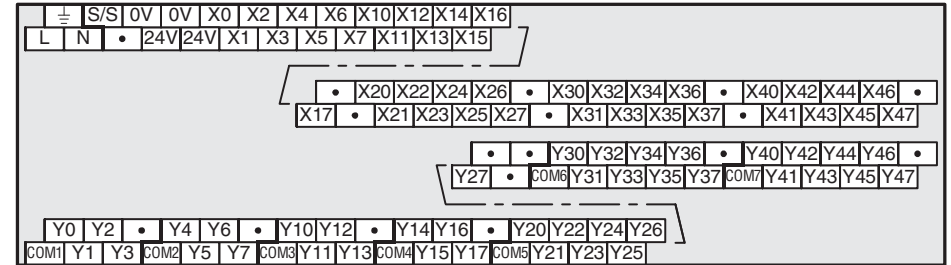 ⏚ S/S 0V 0V X0 X2 X4 X6 X10 X12 X14 X16
L N • 24V 24V X1 X3 X5 X7 X11 X13 X15
• X20 X22 X24 X26 • X30 X32 X34 X36 • X40 X42 X44 X46 •
X17 • X21 X23 X25 X27 • X31 X33 X35 X37 • X41 X43 X45 X47
• • Y30 Y32 Y34 Y36 • Y40 Y42 Y44 Y46 •
Y27 • COM6 Y31 Y33 Y35 Y37 COM7 Y41 Y43 Y45 Y47
Y0 Y2 • Y4 Y6 • Y10 Y12 • Y14 Y16 • Y20 Y22 Y24 Y26
COM1 Y1 Y3 COM2 Y5 Y7 COM3 Y11 Y13 COM4 Y15 Y17 COM5 Y21 Y23 Y25